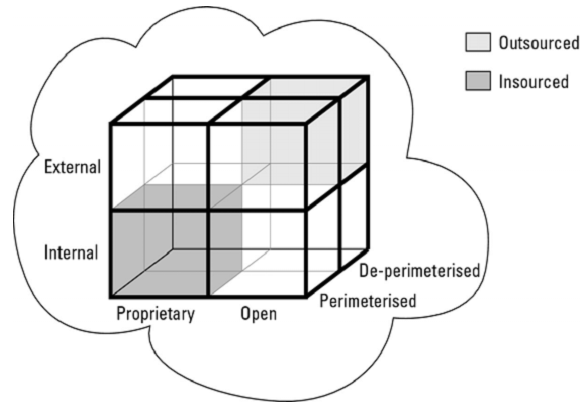 Outsourced
Insourced
External
Internal
De-perimeterised
Perimeterised
Proprietary
Open